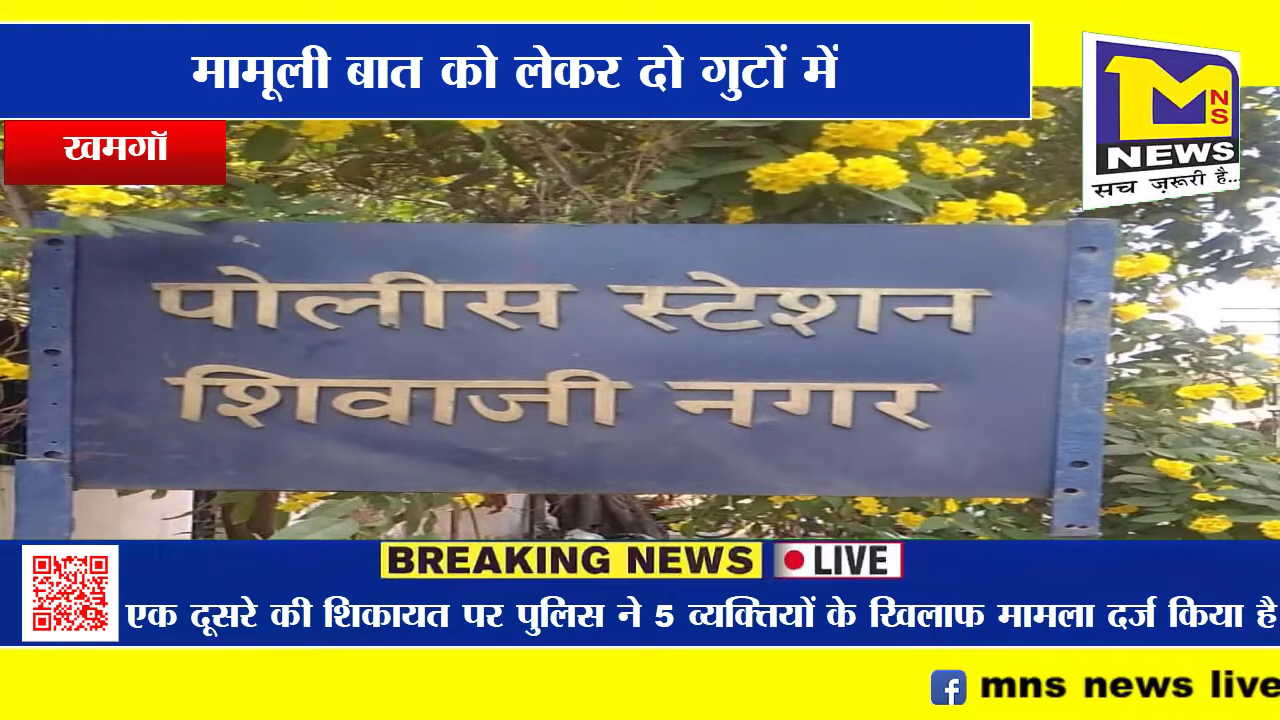 मामूली बात को लेकर दो गुटों में
खमगॉ
MNS
NEWS
सच ज़रूरी है...
पोलीस स्टेशन
शिवाजी नगर
BREAKING NEWS
LIVE
एक दूसरे की शिकायत पर पुलिस ने 5 व्यक्तियों के खिलाफ मामला दर्ज किया है
mns news live